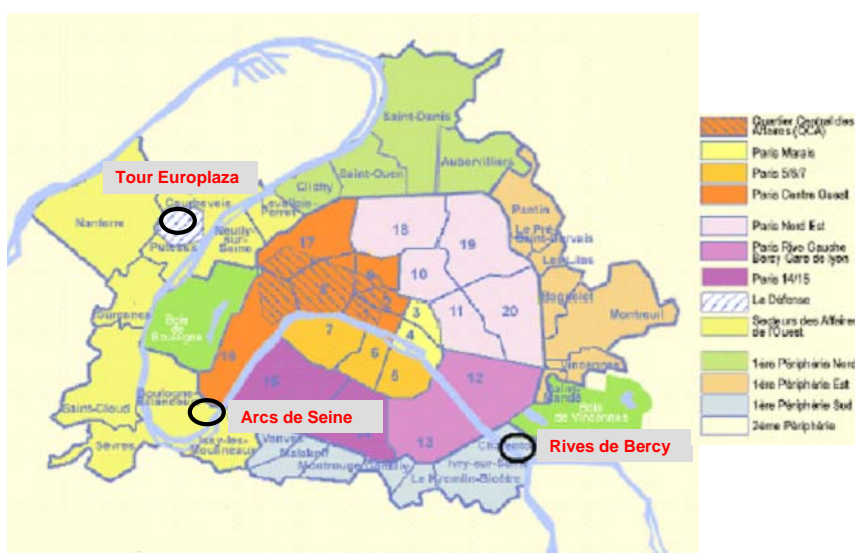 Saint-Denis
Saint-Ouen
Aubervilliers
Clichy
Levallois-
Perret
Tour Europlaza
Courbevoie
Nanterre
Puteaux
Neuilly-
sur-
Seine
Suresnes
Bois
de
Boulogne
Saint-Cloud
Boulogne-
Billancourt
Sèvres
Issy-les-
Moulineaux
Arcs de Seine
Vanves
Malakoff
Montrouge
Gentilly
Le Kremlin-Bicêtre
Ivry-sur-Seine
Charenton
Rives de Bercy
Bois
de Vincennes
Saint-
Mandé
Vincennes
Montreuil
Bagnolet
Les Lilas
Le Pré
Saint-Gervais
Pantin
17
18
19
10
9
8
3
4
11
20
7
6
5
16
15
12
13
Quartier Central des
Affaires (QCA)
Paris Marais
Paris 5/6/7
Paris Centre Ouest
Paris Nord Est
Paris Rive Gauche
Bercy Gare de lyon
Paris 14/15
La Défense
Secteurs des Affaires
de l'Ouest
1ère Périphérie Nord
1ère Périphérie Est
1ère Périphérie Sud
2ème Périphérie